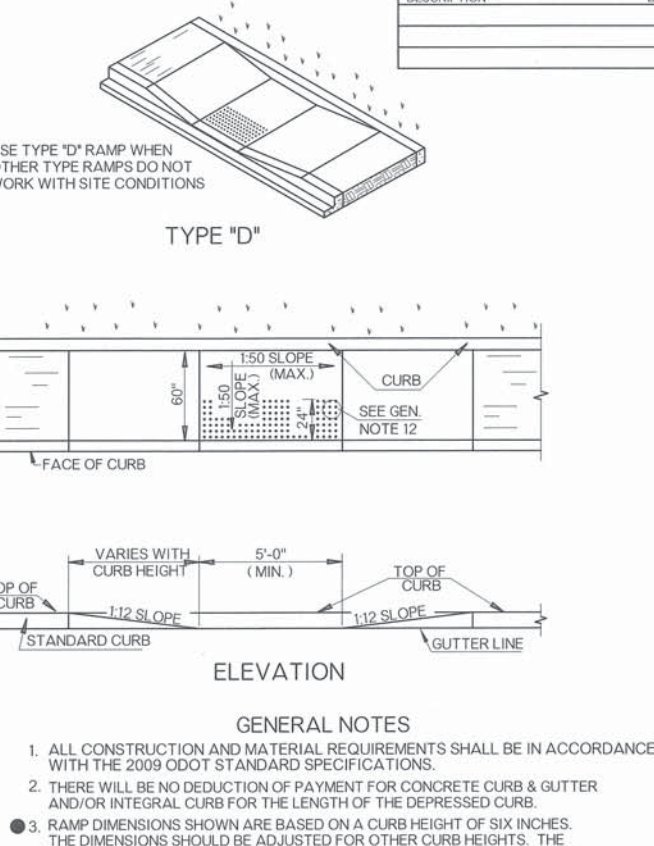 DESCRIPTION
SE TYPE "D" RAMP WHEN
THER TYPE RAMPS DO NOT
WORK WITH SITE CONDITIONS
TYPE "D"
1:50 SLOPE
(MAX.)
60"
1:50
SLOPE
(MAX.)
24"
CURB
SEE GEN.
NOTE 12
FACE OF CURB
VARIES WITH
CURB HEIGHT
5'-0"
(MIN.)
TOP OF
CURB
OP OF
CURB
1:12 SLOPE
1:12 SLOPE
STANDARD CURB
GUTTER LINE
ELEVATION
GENERAL NOTES
1. ALL CONSTRUCTION AND MATERIAL REQUIREMENTS SHALL BE IN ACCORDANCE
WITH THE 2009 ODOT STANDARD SPECIFICATIONS.
2. THERE WILL BE NO DEDUCTION OF PAYMENT FOR CONCRETE CURB & GUTTER
AND/OR INTEGRAL CURB FOR THE LENGTH OF THE DEPRESSED CURB.
3. RAMP DIMENSIONS SHOWN ARE BASED ON A CURB HEIGHT OF SIX INCHES.
THE DIMENSIONS SHOULD BE ADJUSTED FOR OTHER CURB HEIGHTS. THE